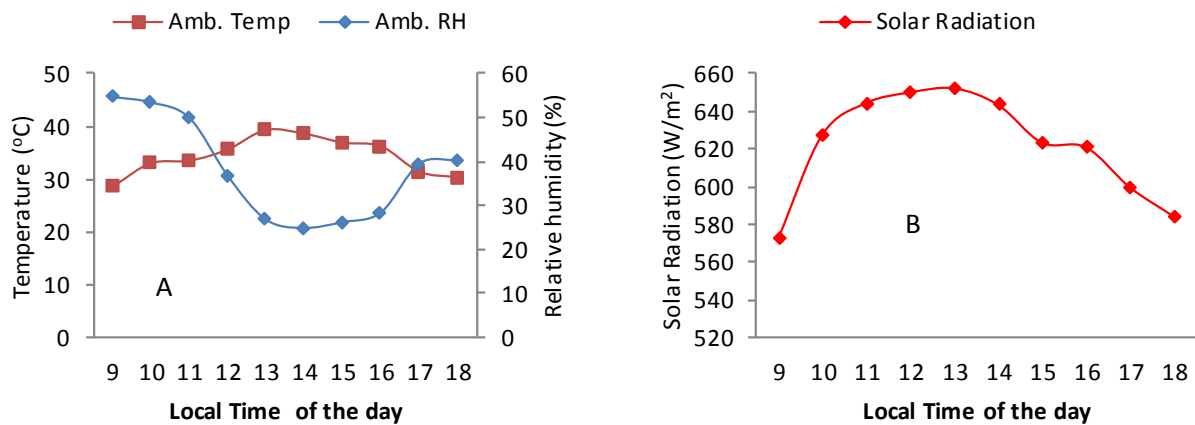 Amb. Temp
Amb. RH
Temperature (oC)
50
40
30
20
10
0
60
50
40
30
20
10
0
Relative humidity (%)
A
9 10 11 12 13 14 15 16 17 18
Local Time of the day
Solar Radiation
Solar Radiation (W/m2)
660
640
620
600
580
560
540
520
B
9 10 11 12 13 14 15 16 17 18
Local Time of the day